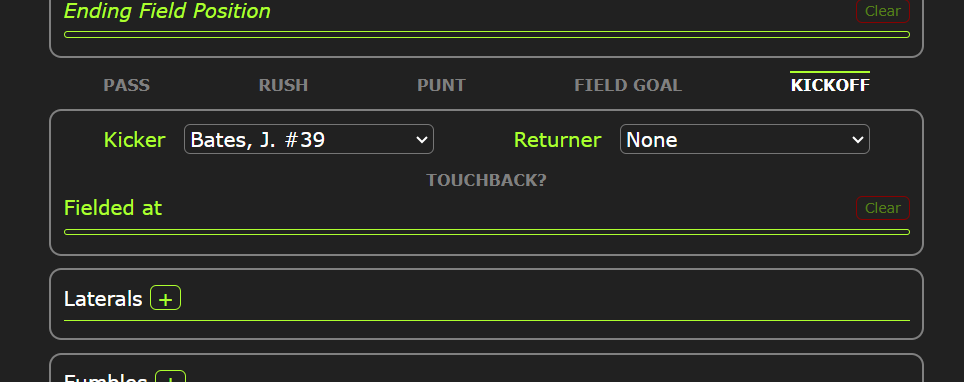 Ending Field Position Clear
PASS RUSH PUNT FIELD GOAL KICKOFF
Kicker Bates, J. #39 Returner None
TOUCHBACK?
Fielded at Clear
Laterals +
Fumbles +